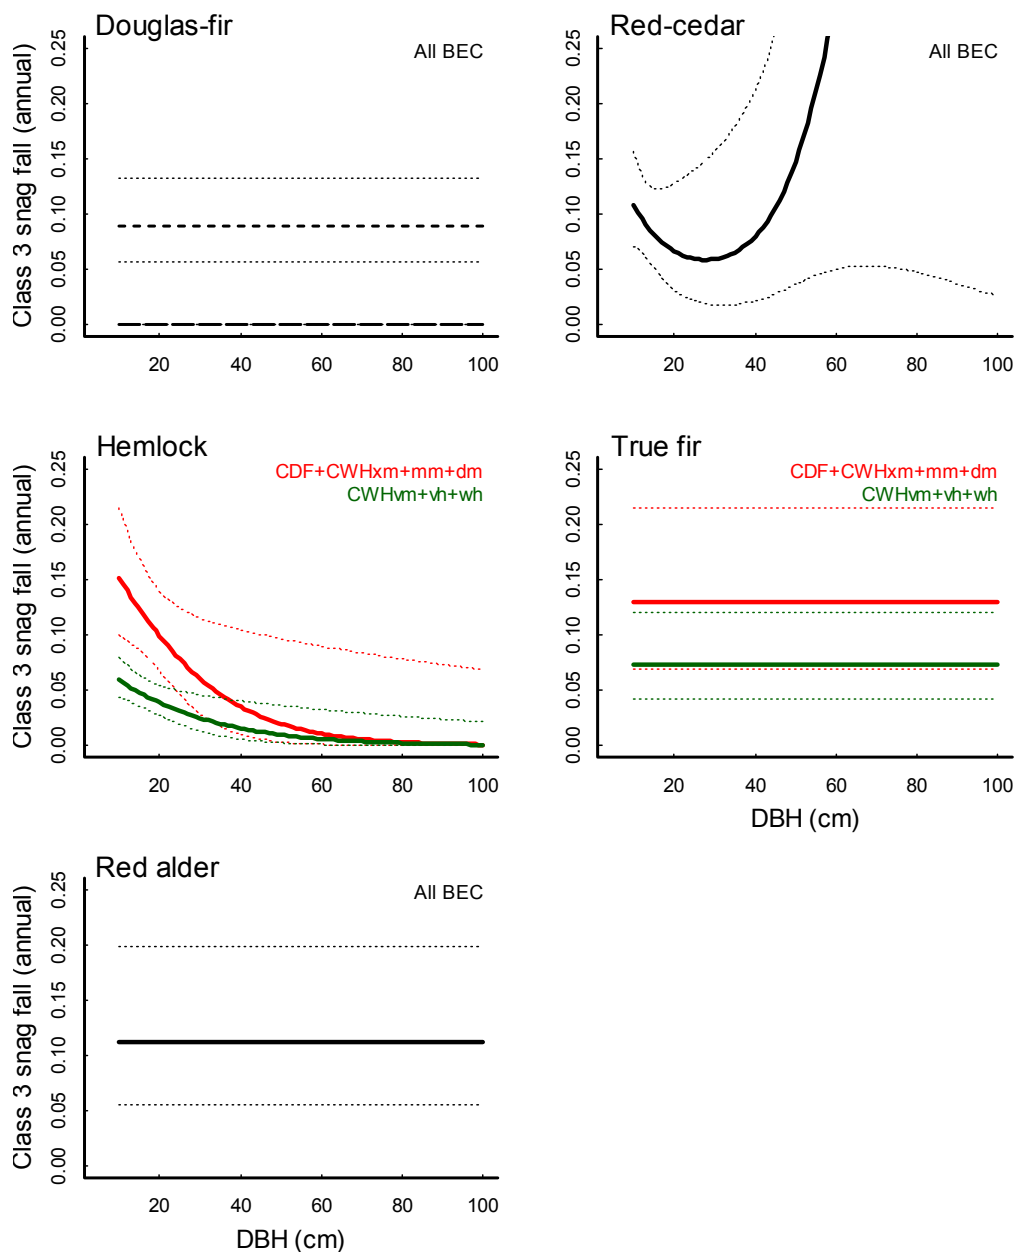 Douglas-fir
All BEC
Class 3 snag fall (annual)
0.00 0.05 0.10 0.15 0.20 0.25
20 40 60 80 100
Red-cedar
All BEC
0.00 0.05 0.10 0.15 0.20 0.25
20 40 60 80 100
Hemlock
CDF+CWHxm+mm+dm
CWHvm+vh+wh
Class 3 snag fall (annual)
0.00 0.05 0.10 0.15 0.20 0.25
20 40 60 80 100
True fir
CDF+CWHxm+mm+dm
CWHvm+vh+wh
0.00 0.05 0.10 0.15 0.20 0.25
20 40 60 80 100
DBH (cm)
Red alder
All BEC
Class 3 snag fall (annual)
0.00 0.05 0.10 0.15 0.20 0.25
20 40 60 80 100
DBH (cm)